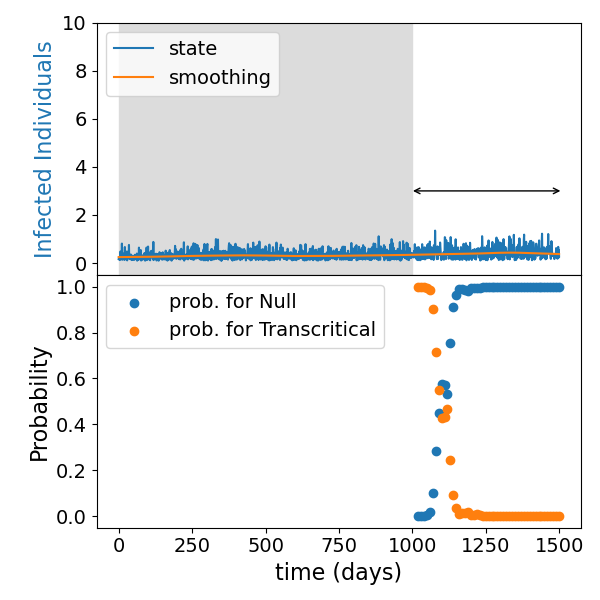 Infected Individuals
10
8
6
4
2
0
state
smoothing
Probability
1.0
0.8
0.6
0.4
0.2
0.0
prob. for Null
prob. for Transcritical
0 250 500 750 1000 1250 1500
time (days)